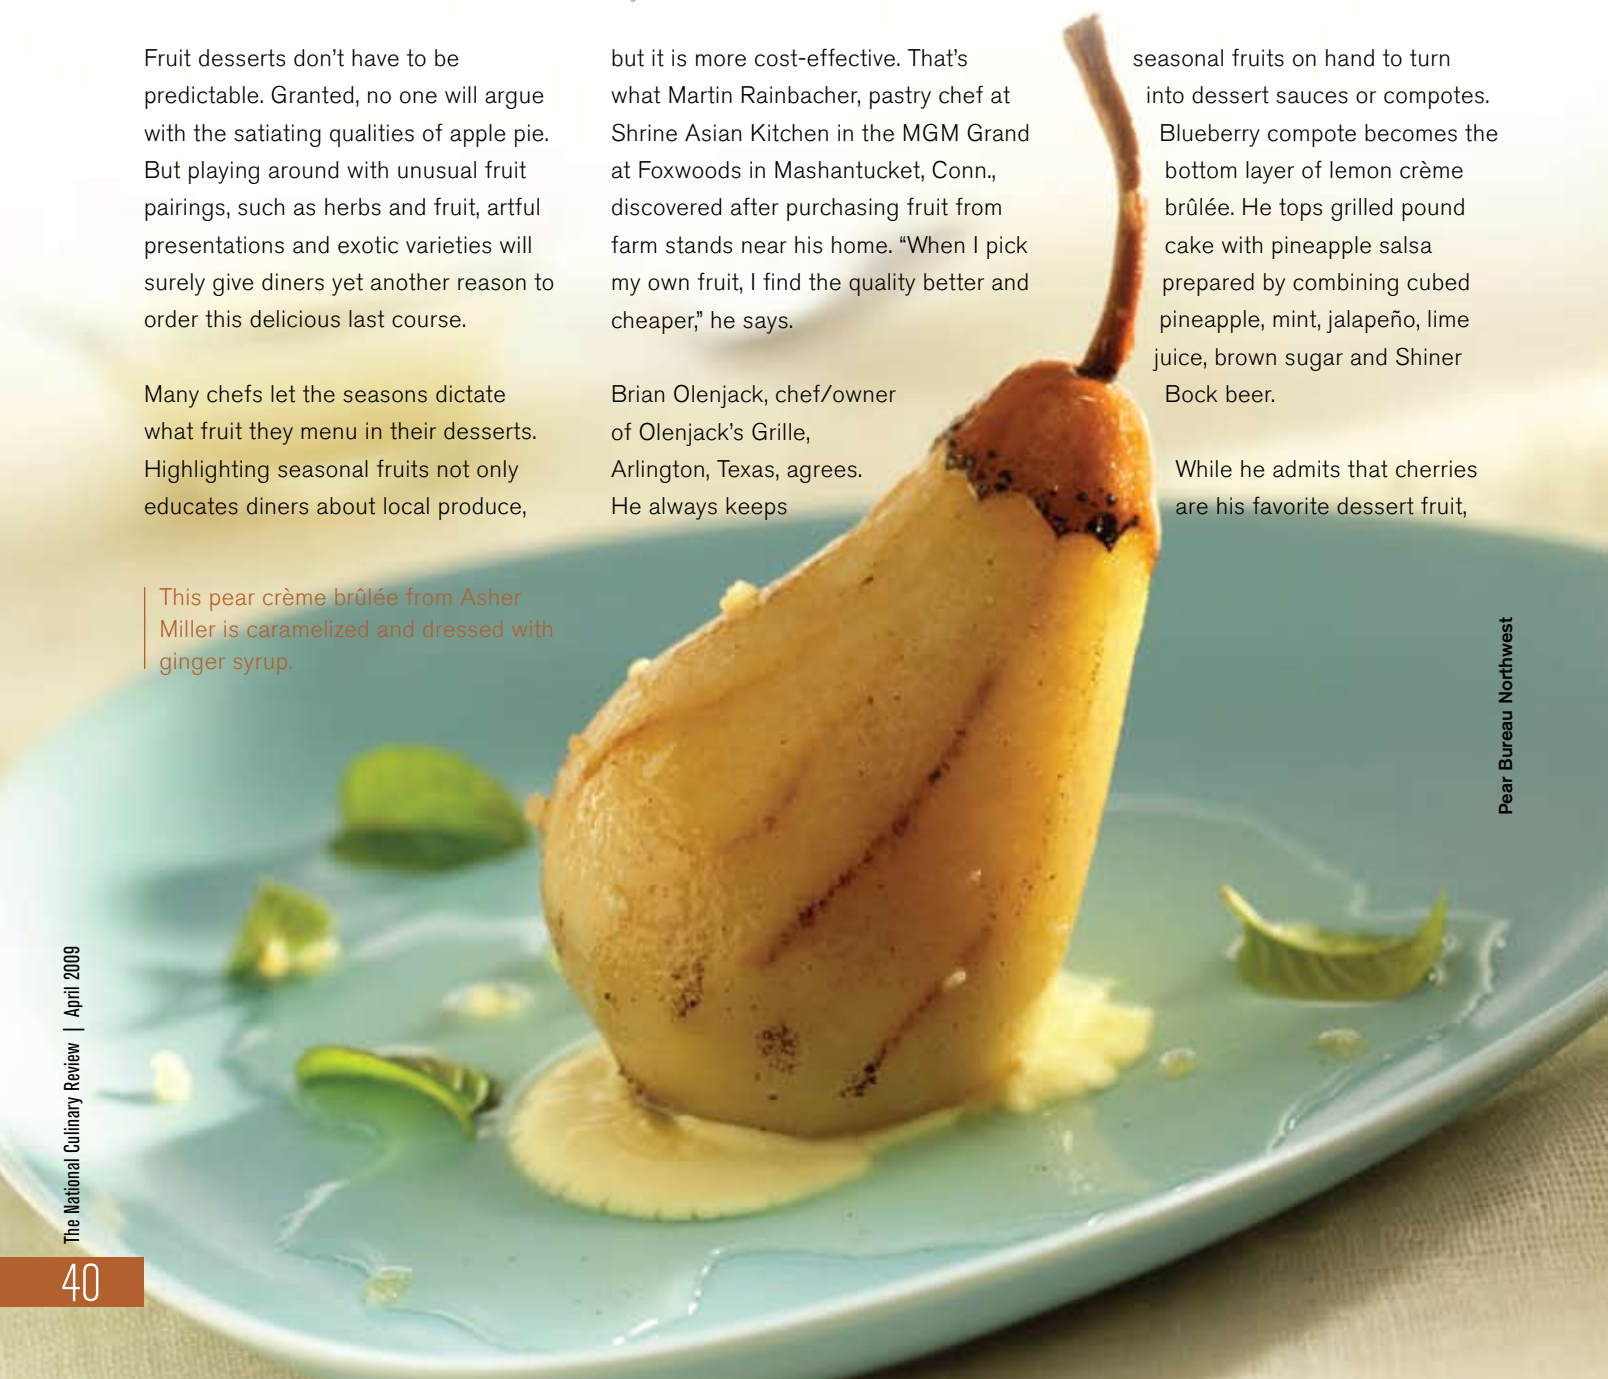 Fruit desserts don't have to be
predictable. Granted, no one will argue
with the satiating qualities of apple pie.
But playing around with unusual fruit
pairings, such as herbs and fruit, artful
presentations and exotic varieties will
surely give diners yet another reason to
order this delicious last course.
Many chefs let the seasons dictate
what fruit they menu in their desserts.
Highlighting seasonal fruits not only
educates diners about local produce,
but it is more cost-effective. That's
what Martin Rainbacher, pastry chef at
Shrine Asian Kitchen in the MGM Grand
at Foxwoods in Mashantucket, Conn.,
discovered after purchasing fruit from
farm stands near his home. “When I pick
my own fruit, I find the quality better and
cheaper,” he says.
Brian Olenjack, chef/owner
of Olenjack's Grille,
Arlington, Texas, agrees.
He always keeps
seasonal fruits on hand to turn
into dessert sauces or compotes.
Blueberry compote becomes the
bottom layer of lemon crème
brûlée. He tops grilled pound
cake with pineapple salsa
prepared by combining cubed
pineapple, mint, jalapeño, lime
juice, brown sugar and Shiner
Bock beer.
While he admits that cherries
are his favorite dessert fruit,
This pear crème brûlée from Asher
Miller is caramelized and dressed with
ginger syrup.
Pear Bureau Northwest
The National Culinary Review | April 2009
40